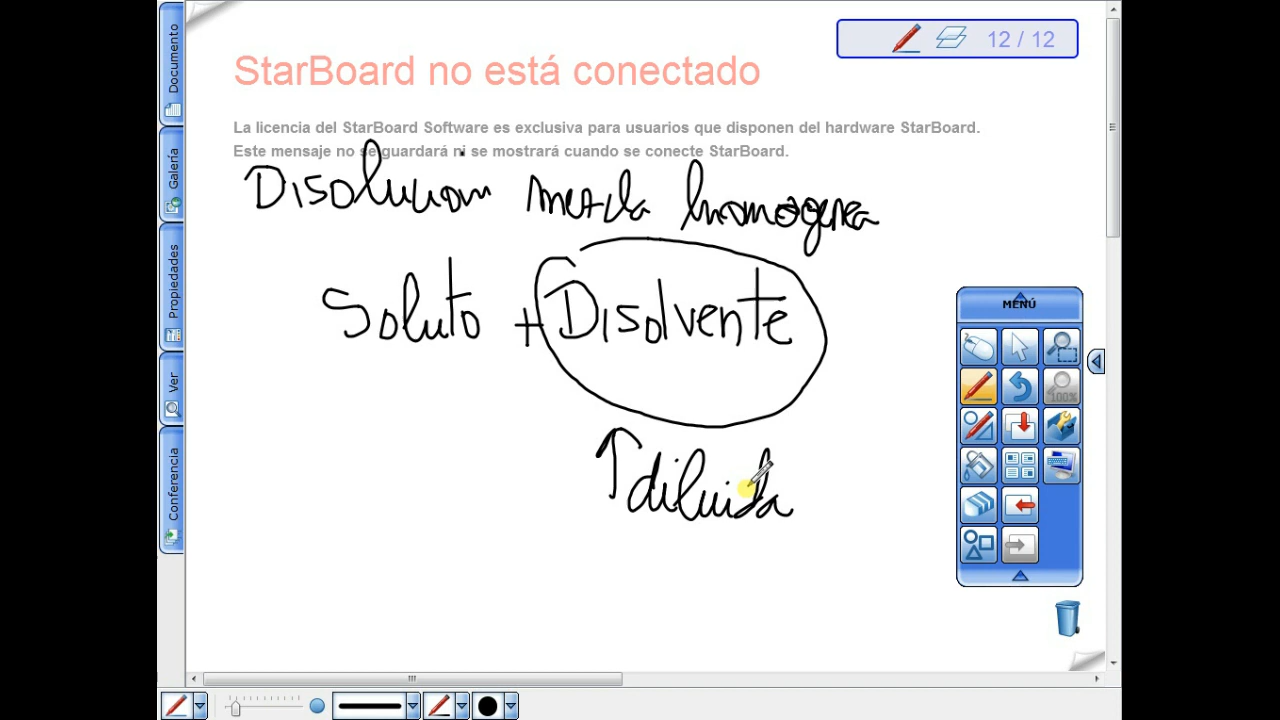 Documento
Galería
Propiedades
Ver
Conferencia
12 / 12
StarBoard no está conectado
La licencia del StarBoard Software es exclusiva para usuarios que disponen del hardware StarBoard.
Este mensaje no se guardará ni se mostrará cuando se conecte StarBoard.
Disolucion mezcla homogenea
Soluto + Disolvente
↑ diluida
MENÚ
100%